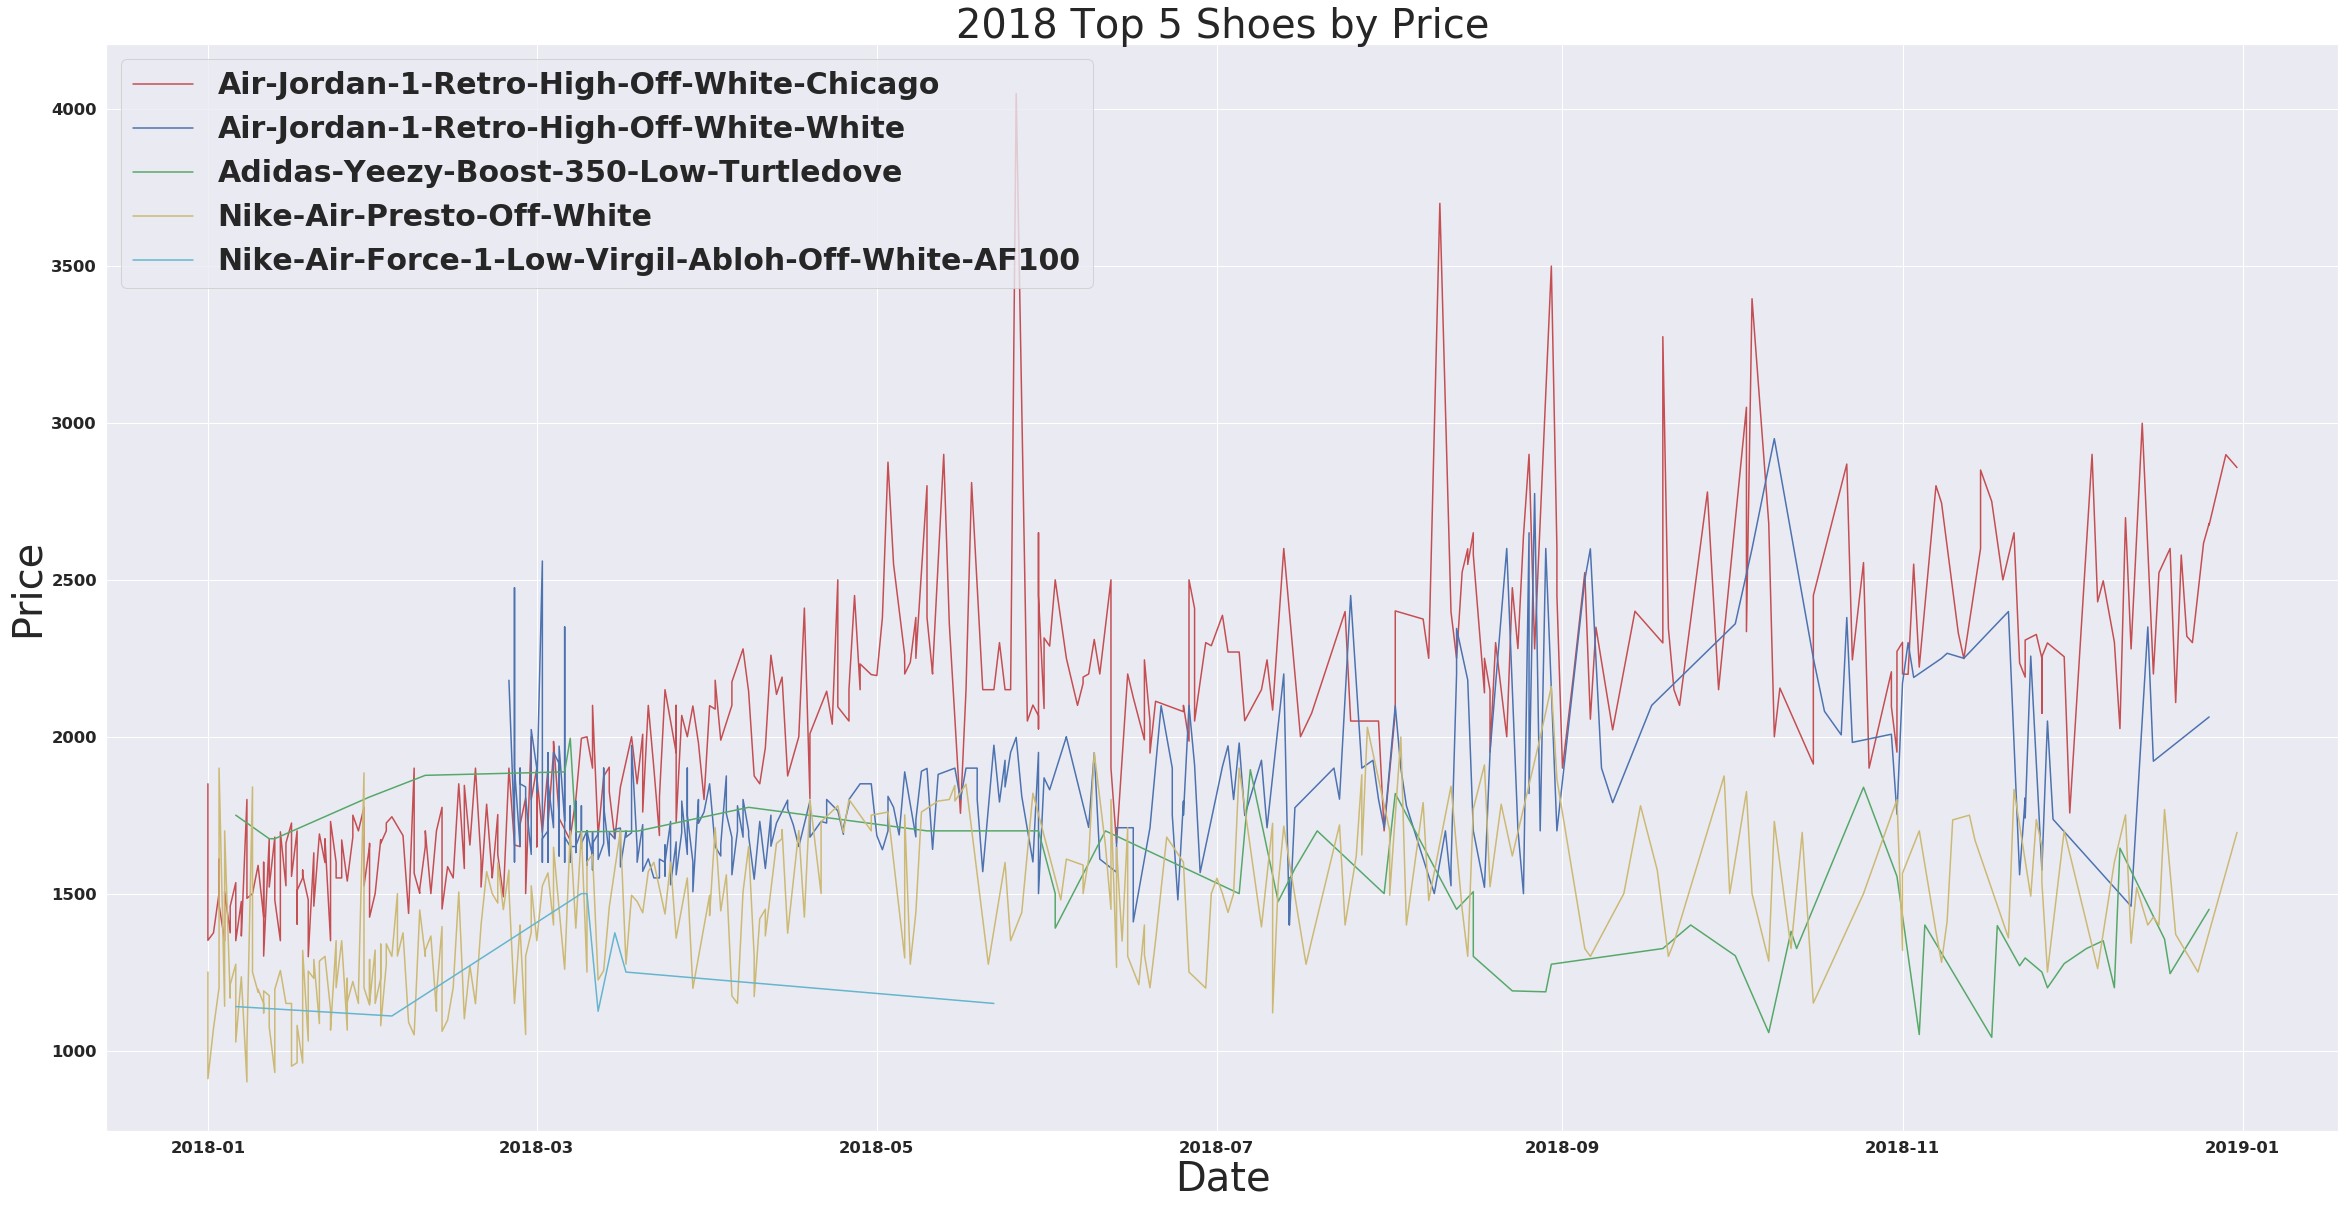 2018 Top 5 Shoes by Price
Air-Jordan-1-Retro-High-Off-White-Chicago
Air-Jordan-1-Retro-High-Off-White-White
Adidas-Yeezy-Boost-350-Low-Turtledove
Nike-Air-Presto-Off-White
Nike-Air-Force-1-Low-Virgil-Abloh-Off-White-AF100
Price
4000
3500
3000
2500
2000
1500
1000
2018-01 2018-03 2018-05 2018-07 2018-09 2018-11 2019-01
Date